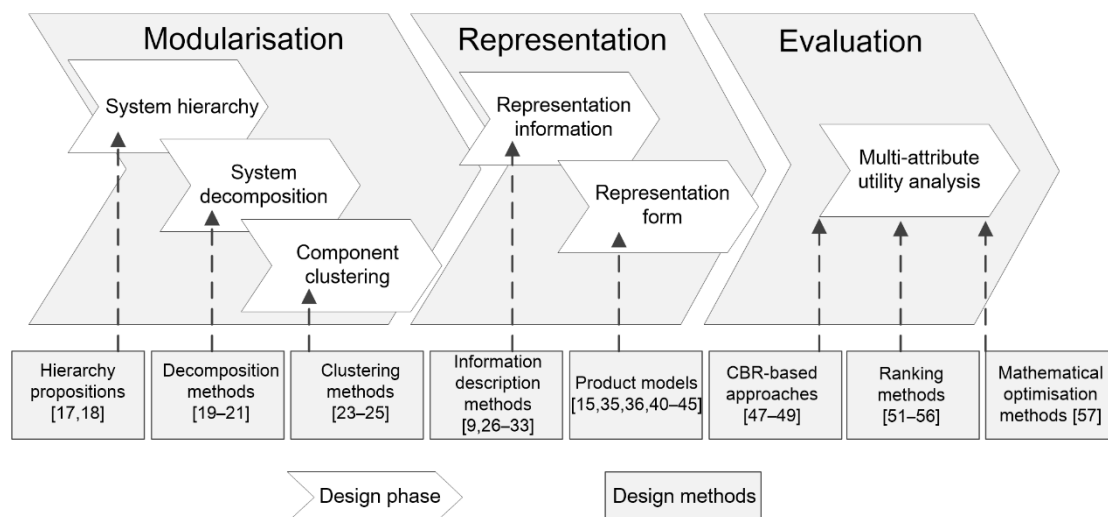 Modularisation
Representation
Evaluation
System hierarchy
System
decomposition
Component
clustering
Representation
information
Representation
form
Multi-attribute
utility analysis
Hierarchy
propositions
[17,18]
Decomposition
methods
[19–21]
Clustering
methods
[23–25]
Information
description
methods
[9,26–33]
Product models
[15,35,36,40–45]
CBR-based
approaches
[47–49]
Ranking
methods
[51–56]
Mathematical
optimisation
methods [57]
Design phase
Design methods